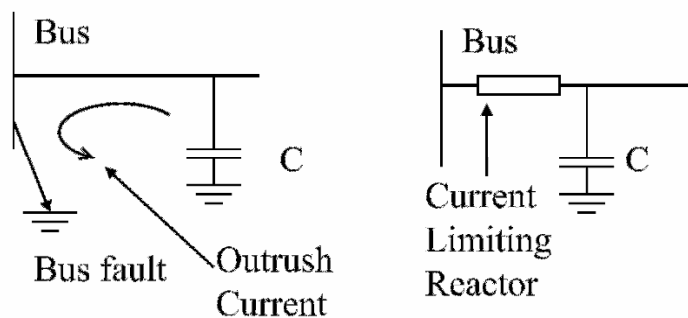 Bus
C
Bus fault
Outrush
Current
Bus
C
Current
Limiting
Reactor